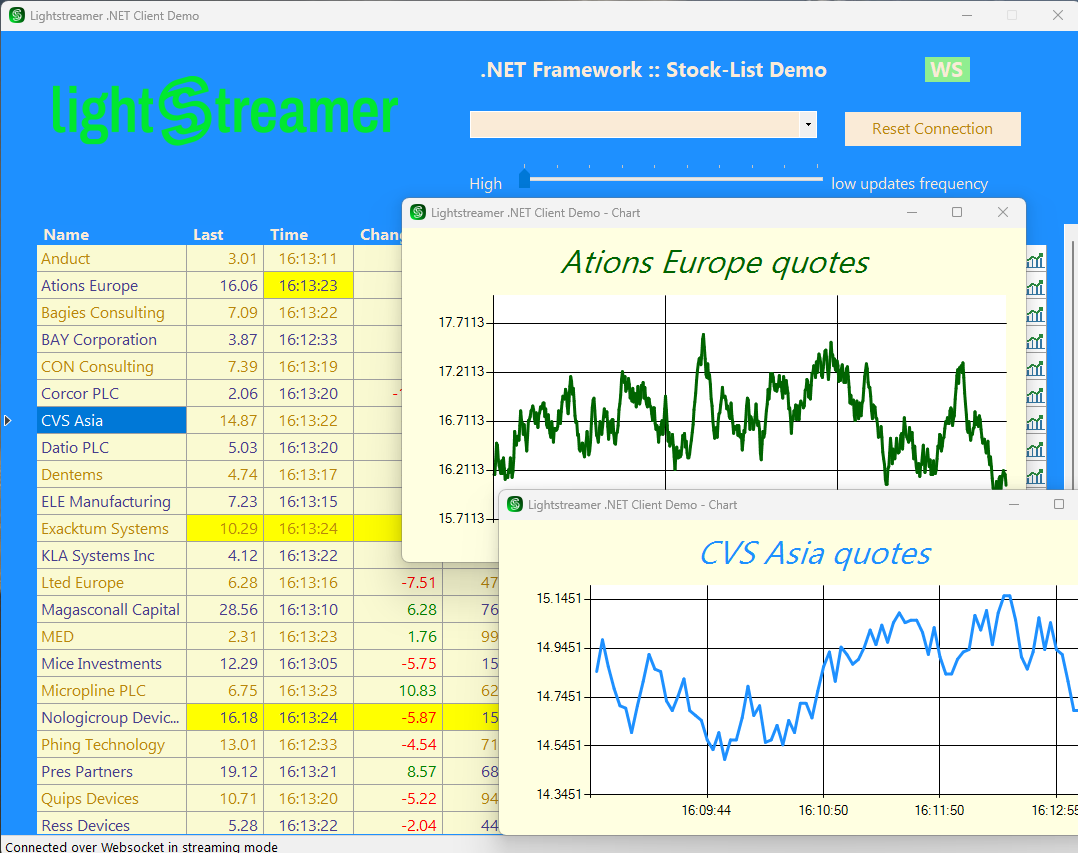 Lightstreamer .NET Client Demo
.NET Framework :: Stock-List Demo
WS
lightStreamer
Reset Connection
High
low updates frequency
Name Last Time Chang
Anduct 3.01 16:13:11
Ations Europe 16.06 16:13:23
Bagies Consulting 7.09 16:13:22
BAY Corporation 3.87 16:12:33
CON Consulting 7.39 16:13:19
Corcor PLC 2.06 16:13:20
CVS Asia 14.87 16:13:22
Datio PLC 5.03 16:13:20
Dentems 4.74 16:13:17
ELE Manufacturing 7.23 16:13:15
Exacktum Systems 10.29 16:13:24
KLA Systems Inc 4.12 16:13:22
Lted Europe 6.28 16:13:16 -7.51 47
Magasconall Capital 28.56 16:13:10 6.28 76
MED 2.31 16:13:23 1.76 99
Mice Investments 12.29 16:13:05 -5.75 15
Micropline PLC 6.75 16:13:23 10.83 62
Nologicroup Devic... 16.18 16:13:24 -5.87 15
Phing Technology 13.01 16:12:33 -4.54 71
Pres Partners 19.12 16:13:21 8.57 68
Quips Devices 10.71 16:13:20 -5.22 94
Ress Devices 5.28 16:13:22 -2.04 44
Connected over Websocket in streaming mode
Lightstreamer .NET Client Demo - Chart
Ations Europe quotes
17.7113
17.2113
16.7113
16.2113
15.7113
Lightstreamer .NET Client Demo - Chart
CVS Asia quotes
15.1451
14.9451
14.7451
14.5451
14.3451
16:09:44 16:10:50 16:11:50 16:12:55